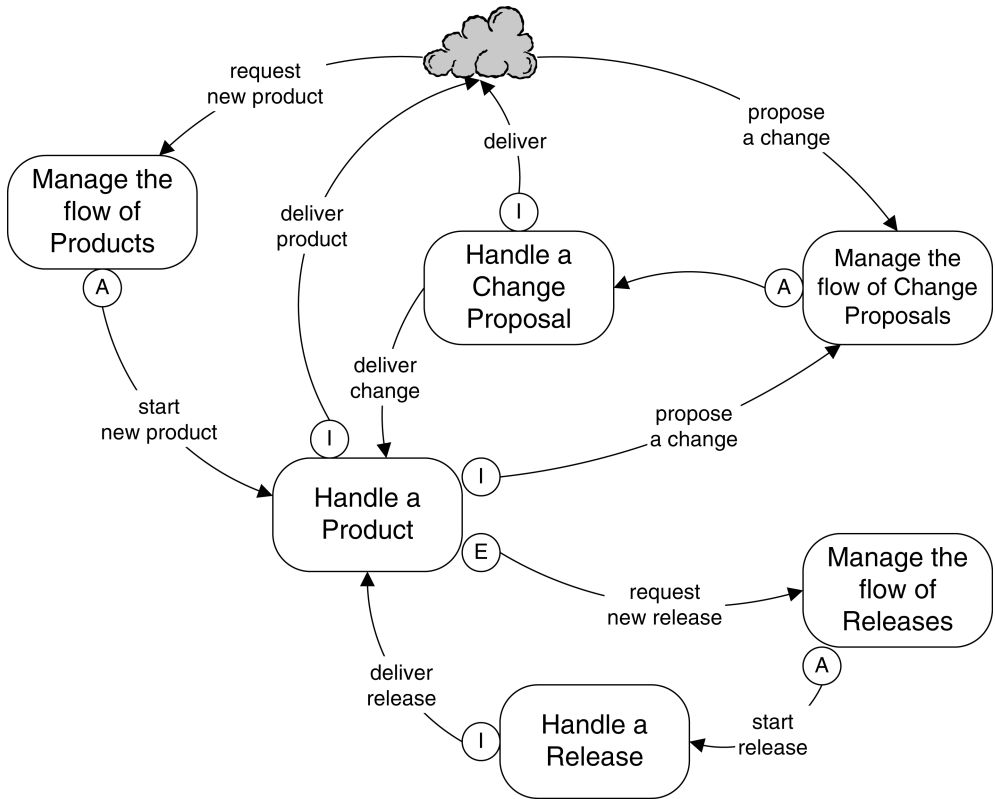 request
new product
propose
a change
deliver
Manage the
flow of
Products
A
deliver
product
I
Handle a
Change
Proposal
A
Manage the
flow of Change
Proposals
deliver
change
start
new product
propose
a change
I
I
Handle a
Product
E
request
new release
Manage the
flow of
Releases
A
deliver
release
start
release
I
Handle a
Release